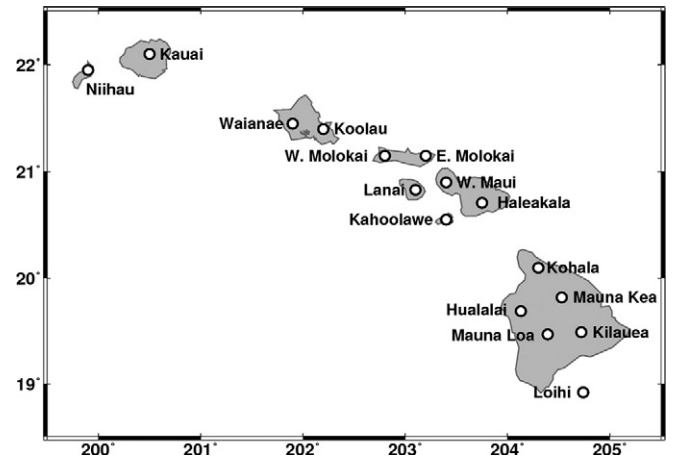 22°
Kauai
Niihau
Waianae
Koolau
W. Molokai
E. Molokai
21°
Lanai
W. Maui
Haleakala
Kahoolawe
20°
Kohala
Mauna Kea
Hualalai
Mauna Loa
Kilauea
19°
Loihi
200°
201°
202°
203°
204°
205°